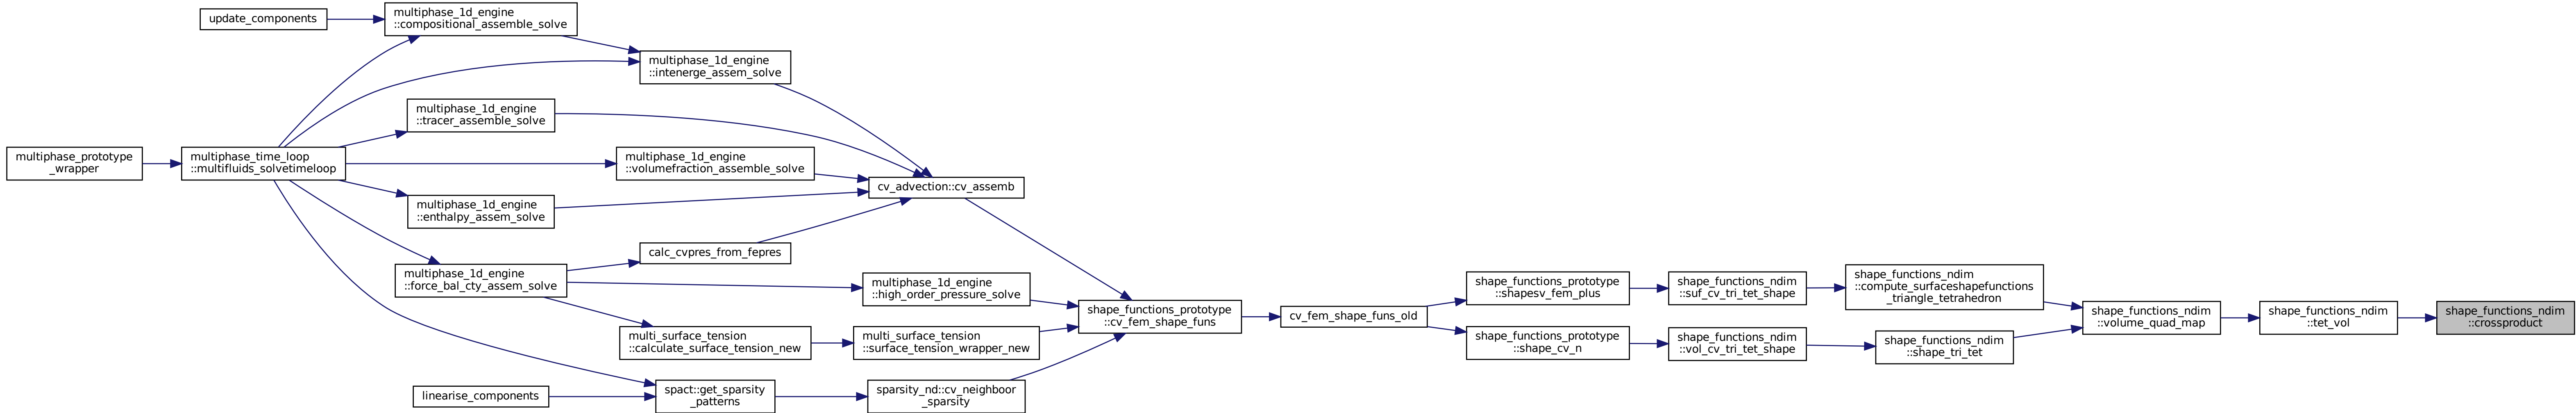 update_components
multiphase_1d_engine
::compositional_assemble_solve
multiphase_1d_engine
::intenerge_assem_solve
multiphase_1d_engine
::tracer_assemble_solve
multiphase_prototype
_wrapper
multiphase_time_loop
::multifluids_solvetimeloop
multiphase_1d_engine
::volumefraction_assemble_solve
cv_advection::cv_assemb
multiphase_1d_engine
::enthalpy_assem_solve
calc_cvpres_from_fepres
multiphase_1d_engine
::force_bal_cty_assem_solve
multiphase_1d_engine
::high_order_pressure_solve
multi_surface_tension
::calculate_surface_tension_new
multi_surface_tension
::surface_tension_wrapper_new
linearise_components
spact::get_sparsity
_patterns
sparsity_nd::cv_neighboor
_sparsity
shape_functions_prototype
::cv_fem_shape_funs
cv_fem_shape_funs_old
shape_functions_prototype
::shapesv_fem_plus
shape_functions_prototype
::shape_cv_n
shape_functions_ndim
::suf_cv_tri_tet_shape
shape_functions_ndim
::vol_cv_tri_tet_shape
shape_functions_ndim
::compute_surfaceshapefunctions
_triangle_tetrahedron
shape_functions_ndim
::shape_tri_tet
shape_functions_ndim
::volume_quad_map
shape_functions_ndim
::tet_vol
shape_functions_ndim
::crossproduct